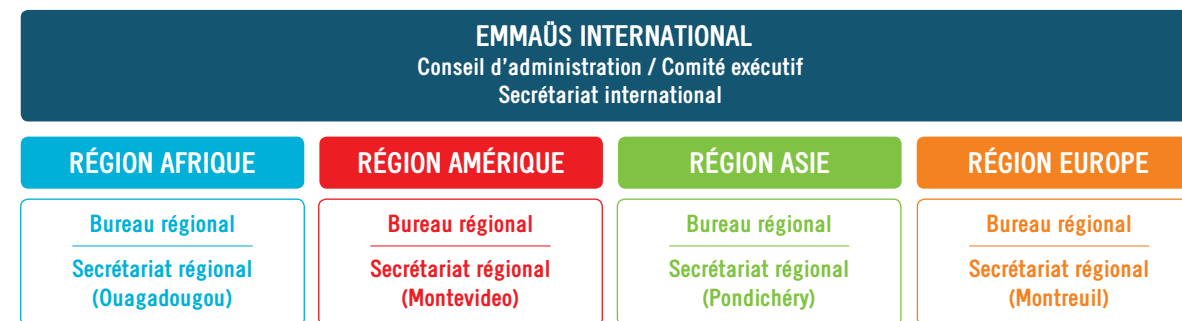 EMMAÜS INTERNATIONAL
Conseil d'administration / Comité exécutif
Secrétariat international
RÉGION AFRIQUE
Bureau régional
Secrétariat régional
(Ouagadougou)
RÉGION AMÉRIQUE
Bureau régional
Secrétariat régional
(Montevideo)
RÉGION ASIE
Bureau régional
Secrétariat régional
(Pondichéry)
RÉGION EUROPE
Bureau régional
Secrétariat régional
(Montreuil)